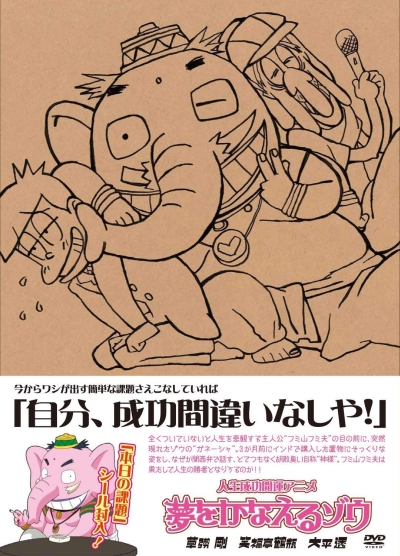 今からワシが出す簡単な課題さえこなしていれば
「自分、成功間違いなしや!」
全くついていないと人生を悲観する主人公“フミ山フミ夫”の目の前に、突然
現れたゾウの“ガネーシャ”。3か月前にインドで購入した置物にそっくりな
姿をし、なぜか関西弁で話す、とてつもなく胡散臭い自称“神様”。フミ山フミ夫は
果たして人生の勝者となりえるのか!!
「本日の課題」
シール封入!
人生成功開運アニメ
夢をかなえるゾウ
草彅 剛 笑福亭鶴瓶 大平透
DVD
VIDEO